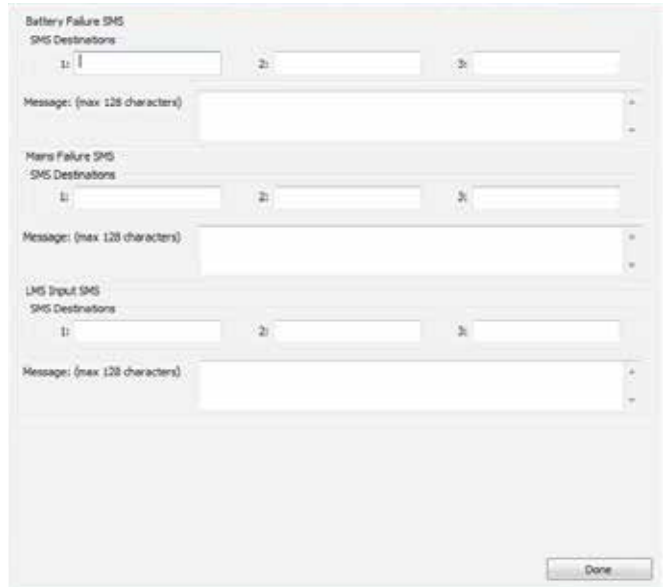 Battery Failure SMS
SMS Destinations
1: 2: 3:
Message: (max 128 characters)
Mains Failure SMS
SMS Destinations
1: 2: 3:
Message: (max 128 characters)
LMS Input SMS
SMS Destinations
1: 2: 3:
Message: (max 128 characters)
Done